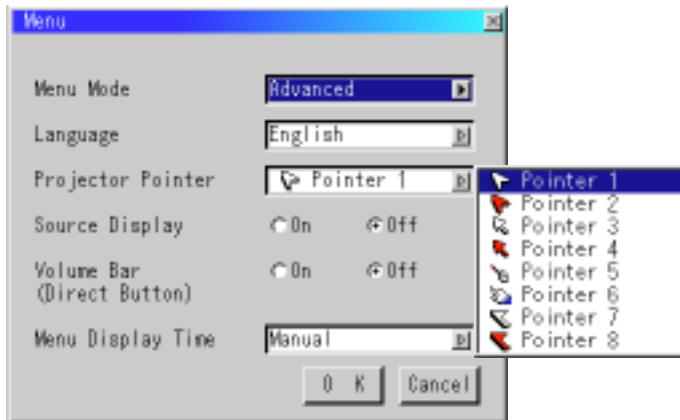 Menu
Menu Mode Advanced
Language English
Projector Pointer Pointer 1
Pointer 1
Pointer 2
Pointer 3
Pointer 4
Pointer 5
Pointer 6
Pointer 7
Pointer 8
Source Display On Off
Volume Bar On Off
(Direct Button)
Menu Display Time Manual
O K Cancel